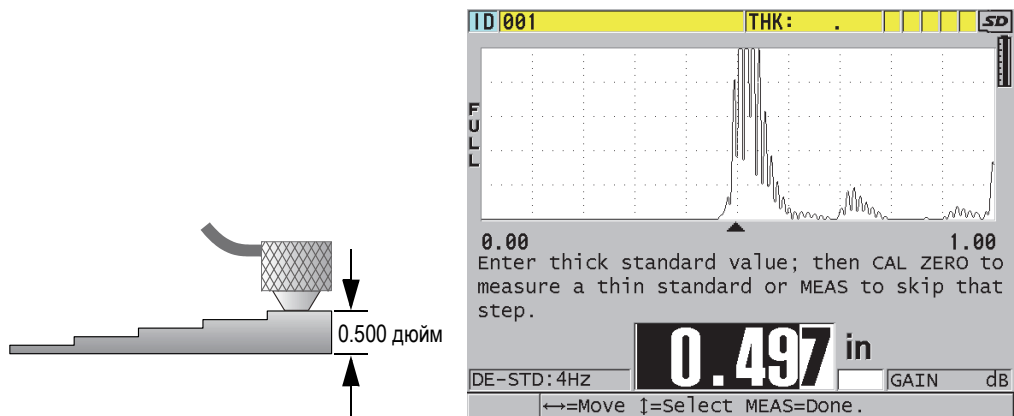 0.500 дюйм
ID 001 THK: . SD
FULL
0.00 1.00
Enter thick standard value; then CAL ZERO to
measure a thin standard or MEAS to skip that
step.
0.497 in
DE-STD:4Hz GAIN dB
↔=Move ↕=Select MEAS=Done.